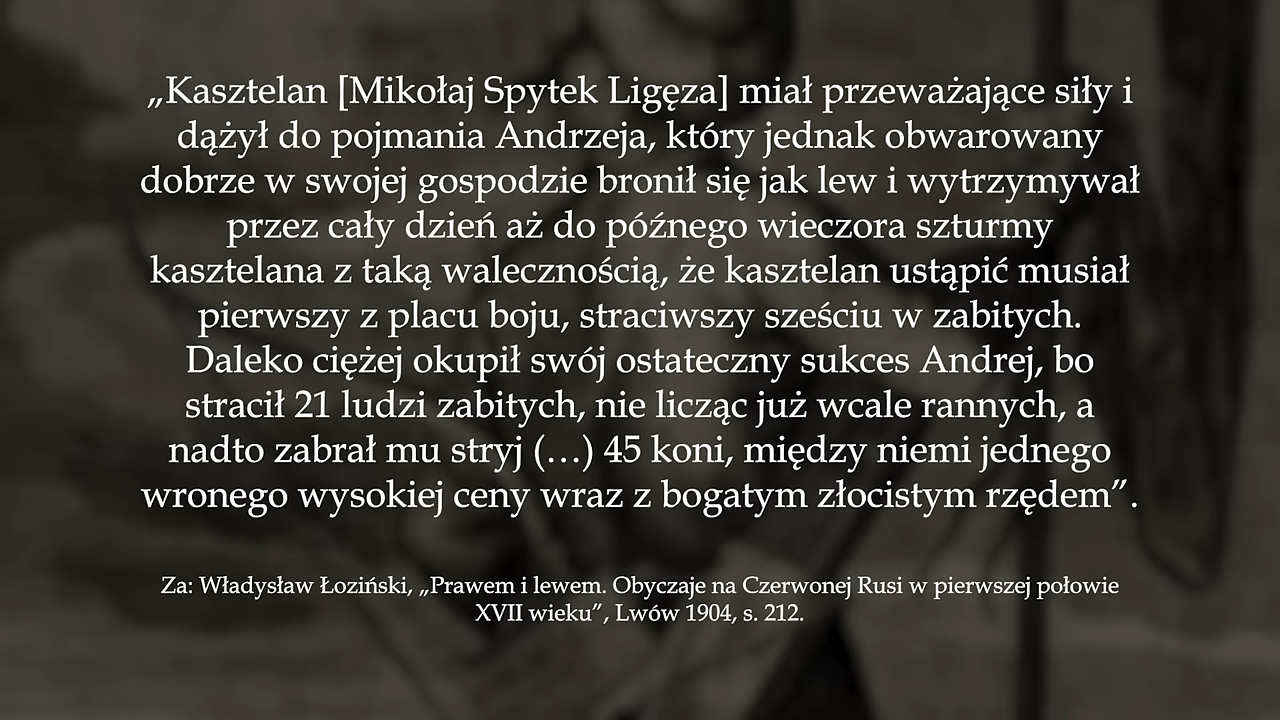 „Kasztelan [Mikołaj Spytek Ligęza] miał przeważające siły i
dążył do pojmania Andrzeja, który jednak obwarowany
dobrze w swojej gospodzie bronił się jak lew i wytrzymywał
przez cały dzień aż do późnego wieczora szturmy
kasztelana z taką walecznością, że kasztelan ustąpić musiał
pierwszy z placu boju, straciwszy sześciu w zabitych.
Daleko ciężej okupił swój ostateczny sukces Andrej, bo
stracił 21 ludzi zabitych, nie licząc już wcale rannych, a
nadto zabrał mu stryj (…) 45 koni, między niemi jednego
wronego wysokiej ceny wraz z bogatym złocistym rzędem”.
Za: Władysław Łoziński, „Prawem i lewem. Obyczaje na Czerwonej Rusi w pierwszej połowie
XVII wieku”, Lwów 1904, s. 212.